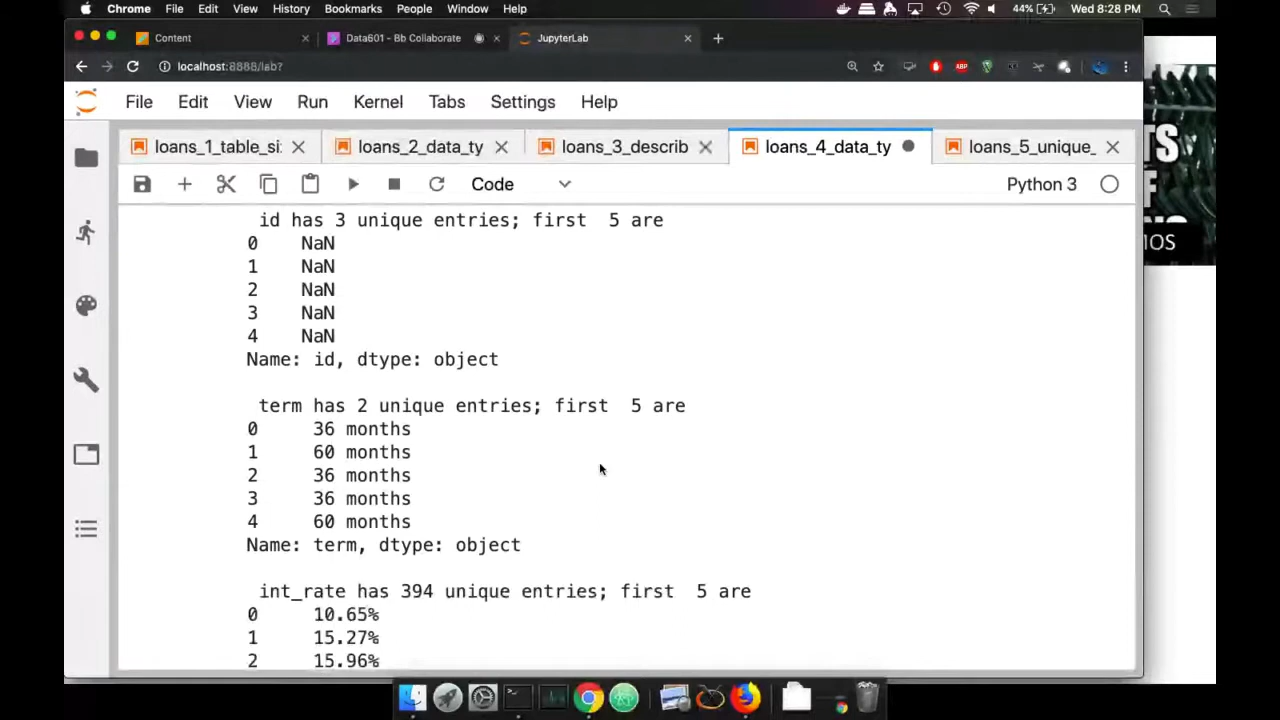 Chrome File Edit View History Bookmarks People Window Help 44% Wed 8:28 PM
Content Data601 - Bb Collaborate JupyterLab
localhost:8888/lab? ABP
File Edit View Run Kernel Tabs Settings Help
loans_1_table_si: loans_2_data_ty loans_3_describ loans_4_data_ty loans_5_unique_
Code Python 3
id has 3 unique entries; first 5 are
0 NaN
1 NaN
2 NaN
3 NaN
4 NaN
Name: id, dtype: object
term has 2 unique entries; first 5 are
0 36 months
1 60 months
2 36 months
3 36 months
4 60 months
Name: term, dtype: object
int_rate has 394 unique entries; first 5 are
0 10.65%
1 15.27%
2 15.96%